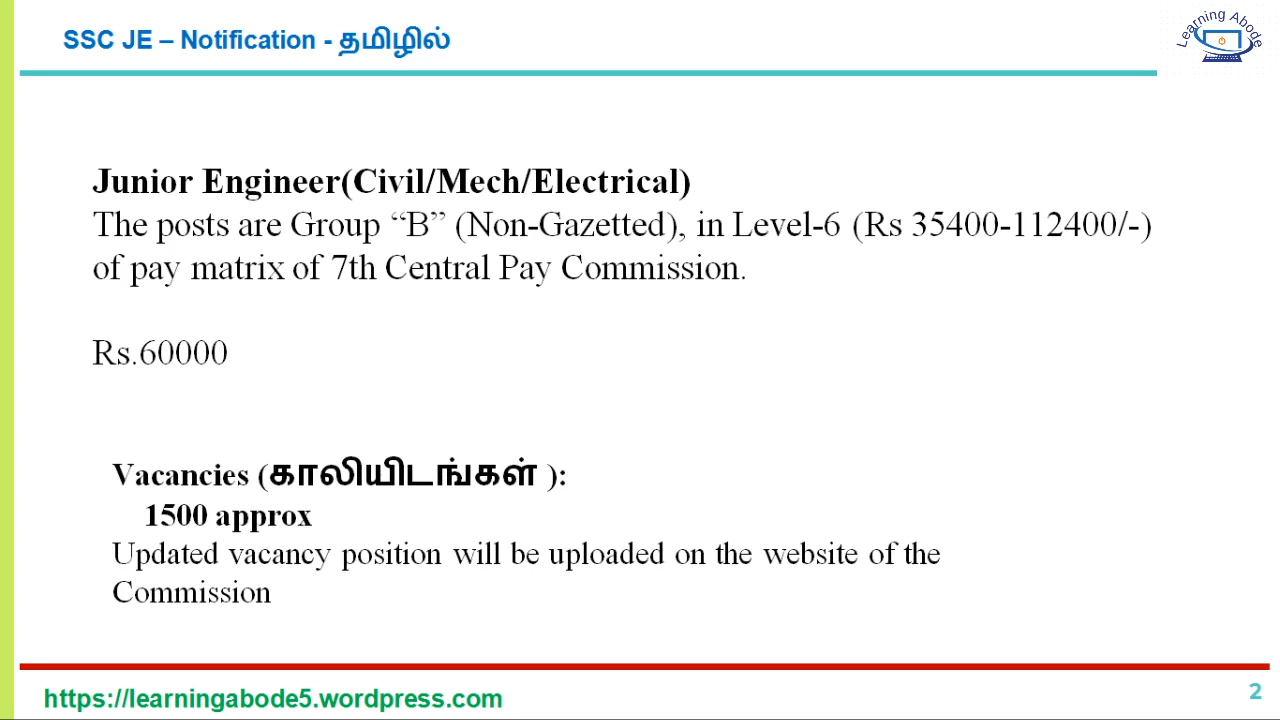 SSC JE – Notification - தமிழில்
Learning Abode
Junior Engineer(Civil/Mech/Electrical)
The posts are Group “B” (Non-Gazetted), in Level-6 (Rs 35400-112400/-)
of pay matrix of 7th Central Pay Commission.
Rs.60000
Vacancies (காலியிடங்கள் ):
1500 approx
Updated vacancy position will be uploaded on the website of the
Commission
https://learningabode5.wordpress.com
2